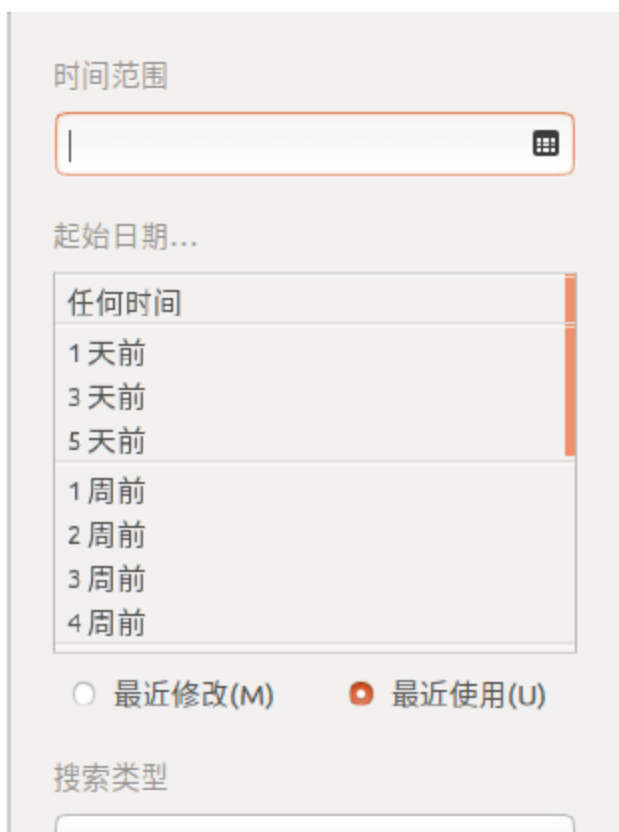 时间范围
起始日期...
任何时间
1 天前
3 天前
5 天前
1 周前
2 周前
3 周前
4 周前
最近修改(M) 最近使用(U)
搜索类型